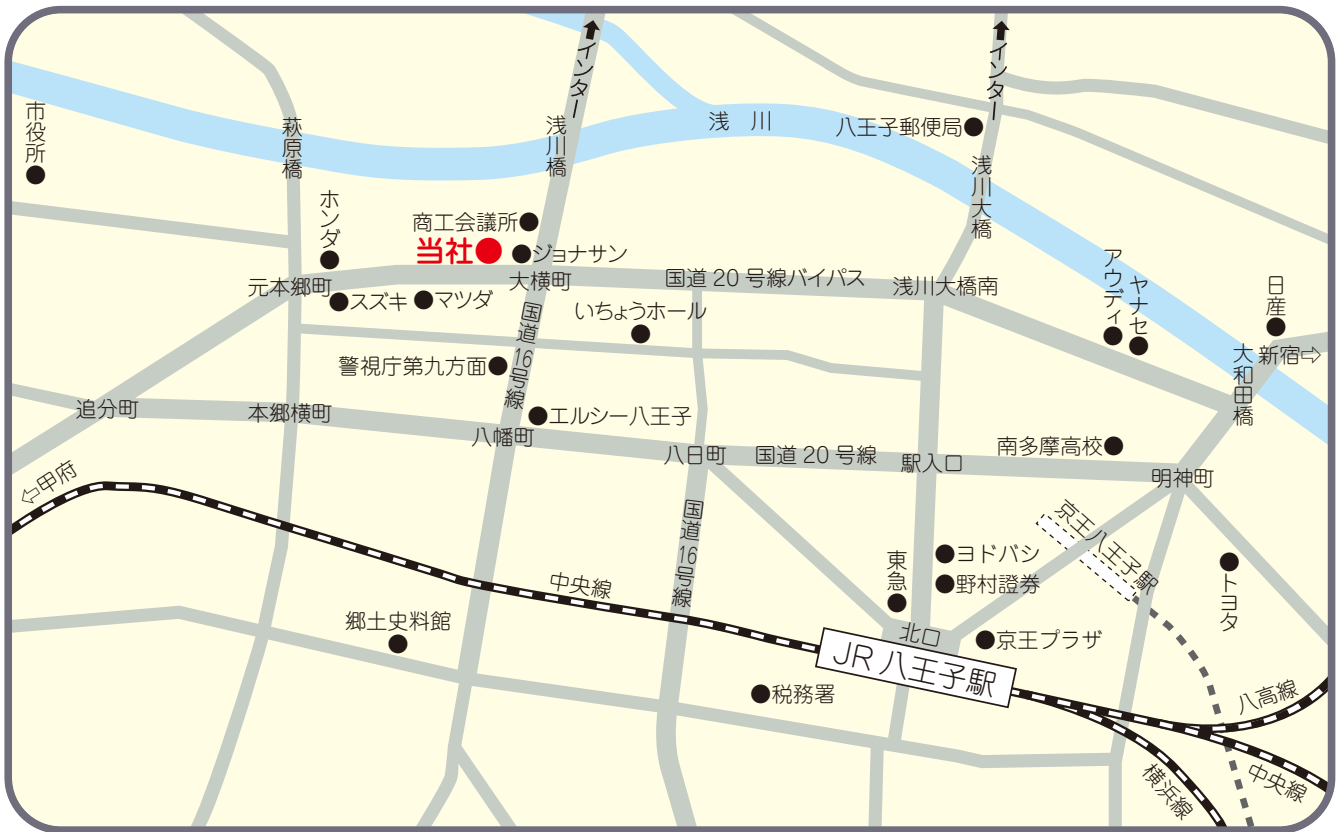 インター
インター
市役所
萩原橋
浅川橋
浅川
八王子郵便局
浅川大橋
ホンダ
商工会議所
当社
ジョナサン
元本郷町
大横町
国道20号線バイパス
浅川大橋南
アウディ
ヤナセ
日産
スズキ
マツダ
いちょうホール
国道16号線
警視庁第九方面
大和田橋
新宿⇨
追分町
本郷横町
エルシー八王子
八幡町
八日町
国道20号線
駅入口
南多摩高校
明神町
⇦甲府
国道16号線
京王八王子駅
中央線
東急
ヨドバシ
野村證券
トヨタ
郷土史料館
北口
京王プラザ
JR八王子駅
税務署
八高線
中央線
横浜線